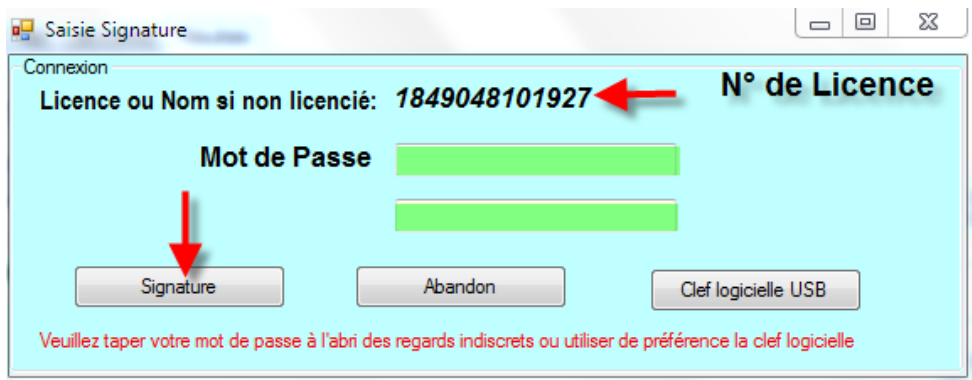 Saisie Signature
Connexion
Licence ou Nom si non licencié: 1849048101927 N° de Licence
Mot de Passe
Signature Abandon Clef logicielle USB
Veuillez taper votre mot de passe à l'abri des regards indiscrets ou utiliser de préférence la clef logicielle